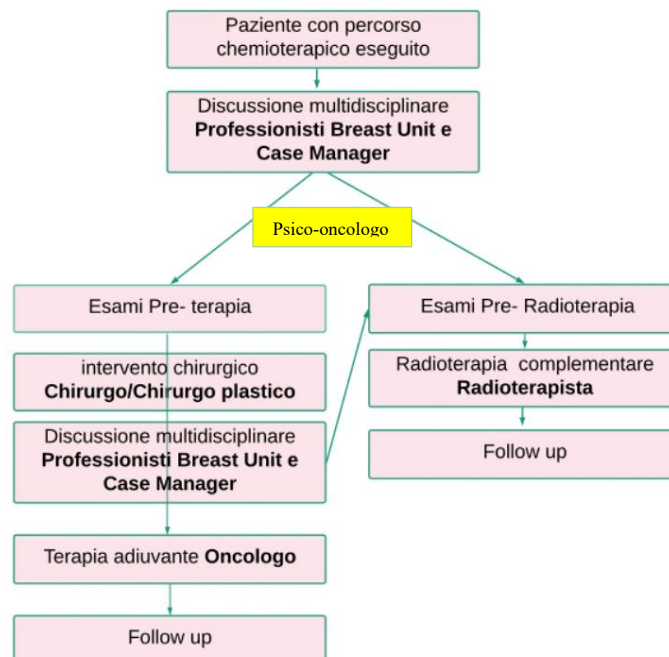 Paziente con percorso
chemioterapico eseguito
Discussione multidisciplinare
Professionisti Breast Unit e
Case Manager
Psico-oncologo
Esami Pre- terapia
intervento chirurgico
Chirurgo/Chirurgo plastico
Discussione multidisciplinare
Professionisti Breast Unit e
Case Manager
Terapia adiuvante Oncologo
Follow up
Esami Pre- Radioterapia
Radioterapia complementare
Radioterapista
Follow up